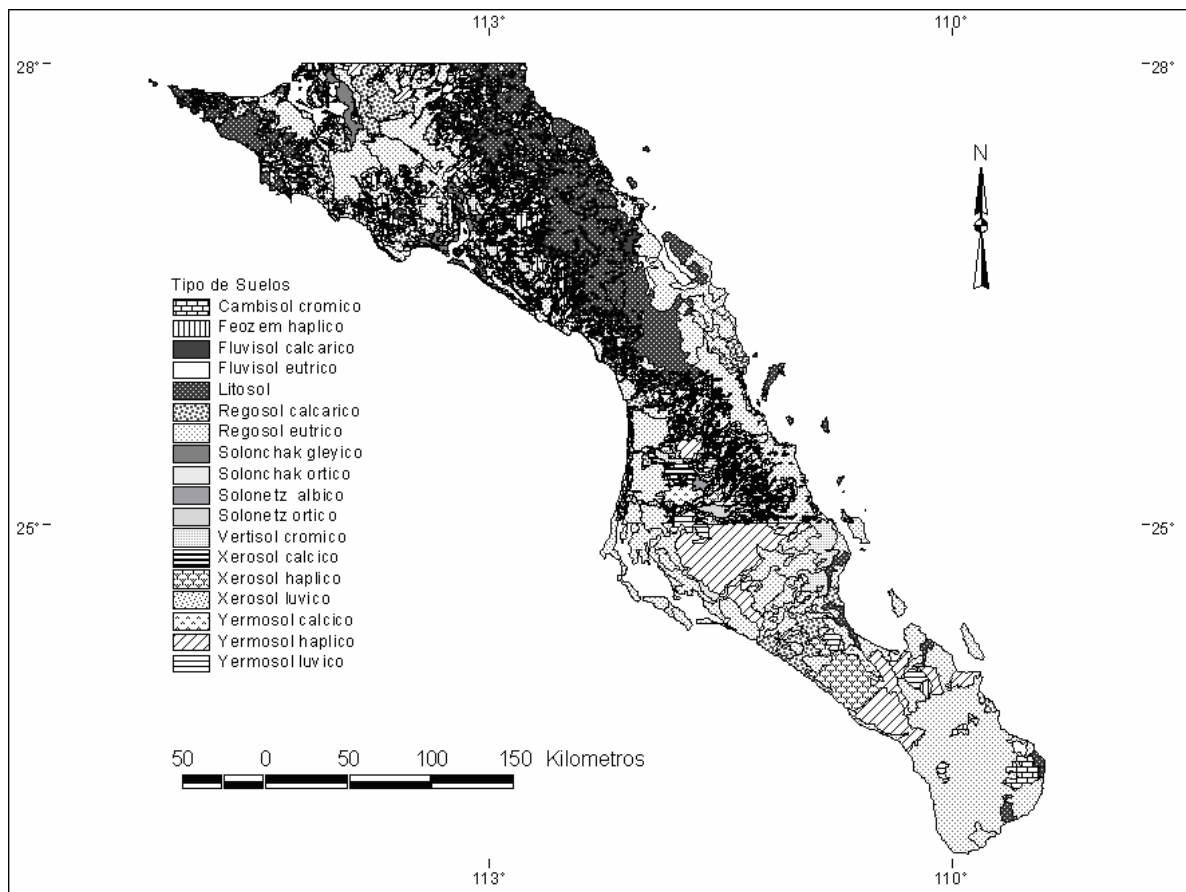 113°
110°
28°
28°
N
Tipo de Suelos
Cambisol cromico
Feozem haplico
Fluvisol calcarico
Fluvisol eutrico
Litosol
Regosol calcarico
Regosol eutrico
Solonchak gleyico
Solonchak ortico
Solonetz albico
Solonetz ortico
Vertisol cromico
Xerosol calcico
Xerosol haplico
Xerosol luvico
Yermosol calcico
Yermosol haplico
Yermosol luvico
25°
25°
50 0 50 100 150 Kilometros
113°
110°